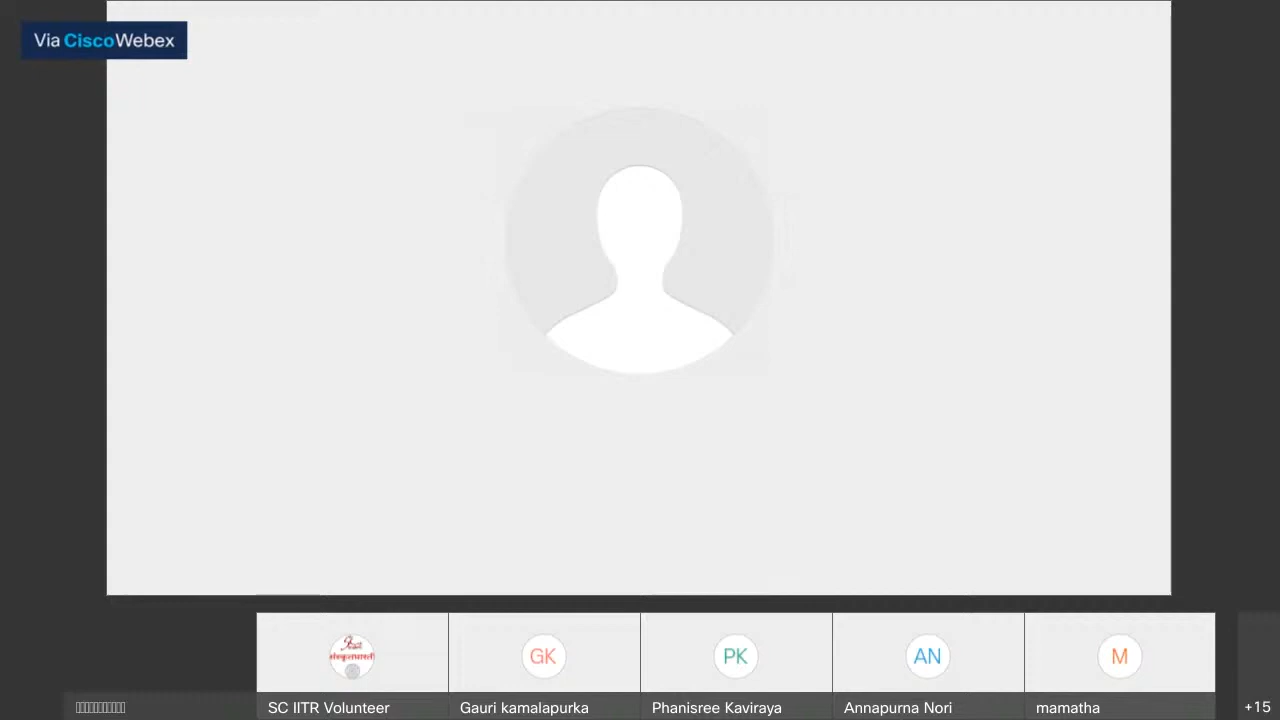 Via CiscoWebex
GK
PK
AN
M
SC IITR Volunteer
Gauri kamalapurka
Phanisree Kaviraya
Annapurna Nori
mamatha
+15